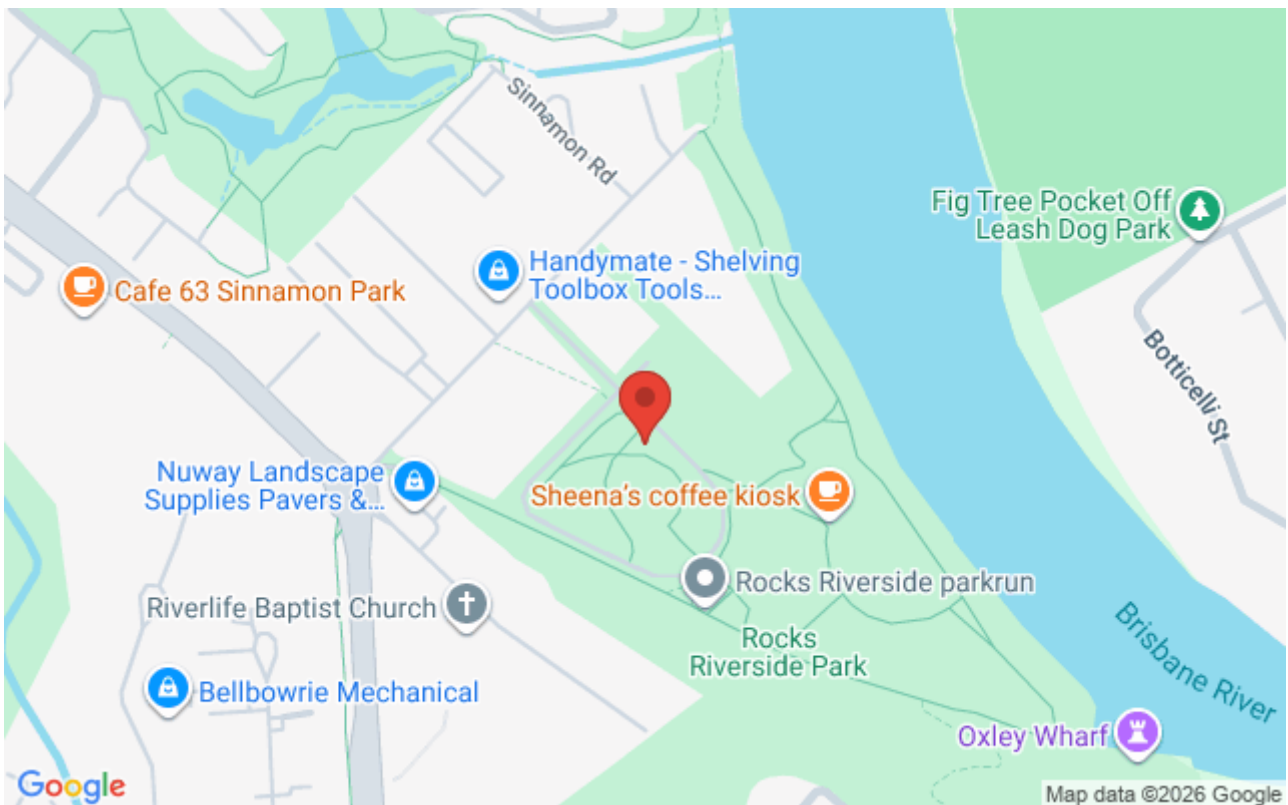 Sinnamon Rd
Fig Tree Pocket Off
Leash Dog Park
Handymate - Shelving
Toolbox Tools...
Cafe 63 Sinnamon Park
Botticelli St
Nuway Landscape
Supplies Pavers &...
Sheena's coffee kiosk
Rocks Riverside parkrun
Riverlife Baptist Church
Rocks
Riverside Park
Brisbane River
Bellbowrie Mechanical
Oxley Wharf
Google
Map data ©2026 Google